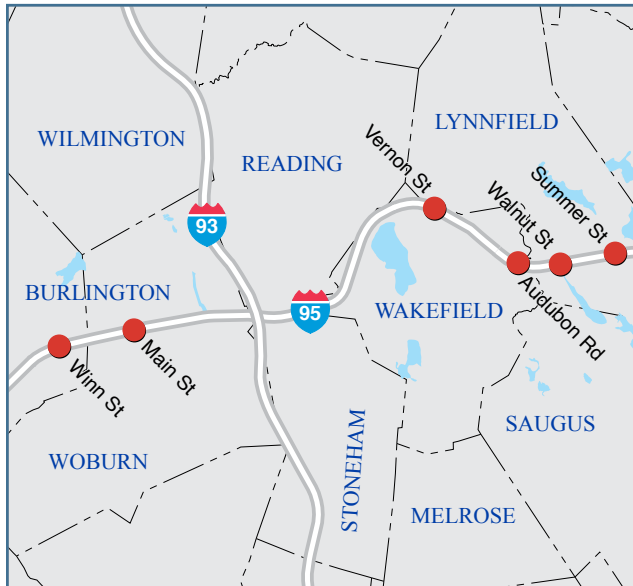 LYNNFIELD
WILMINGTON
READING
Vernon St
Walnut St
Summer St
93
BURLINGTON
95
WAKEFIELD
Audubon Rd
Main St
Winn St
SAUGUS
STONEHAM
WOBURN
MELROSE